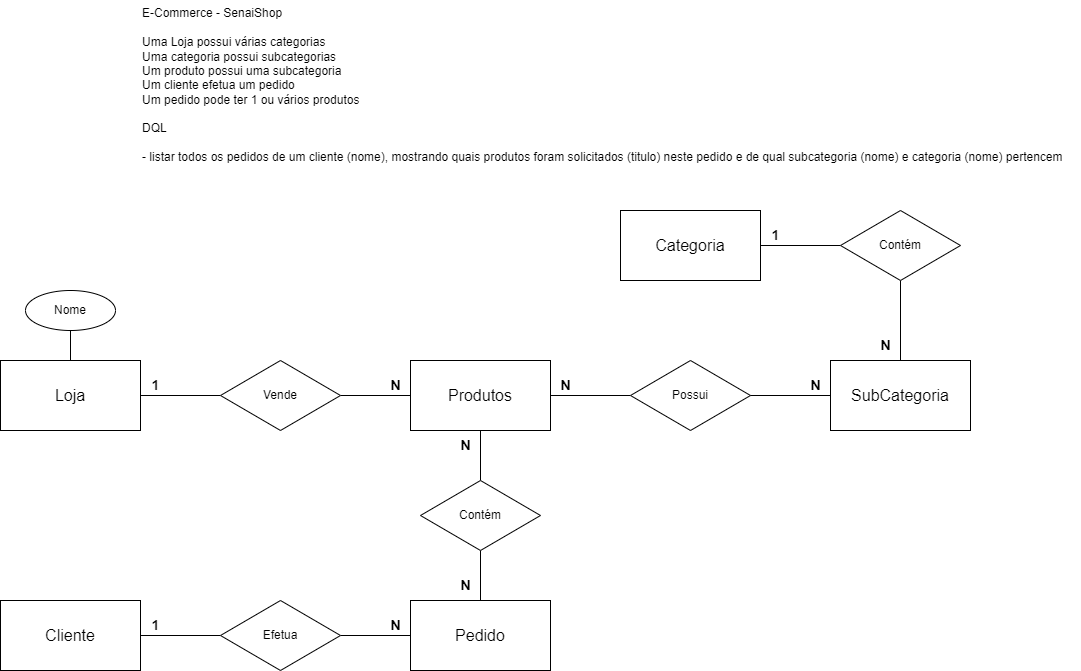 E-Commerce - SenaiShop
Uma Loja possui várias categorias
Uma categoria possui subcategorias
Um produto possui uma subcategoria
Um cliente efetua um pedido
Um pedido pode ter 1 ou vários produtos
DQL
- listar todos os pedidos de um cliente (nome), mostrando quais produtos foram solicitados (titulo) neste pedido e de qual subcategoria (nome) e categoria (nome) pertencem
Categoria
1
Contém
N
Nome
Loja
1
Vende
N
Produtos
N
Possui
N
SubCategoria
N
Contém
N
Cliente
1
Efetua
N
Pedido